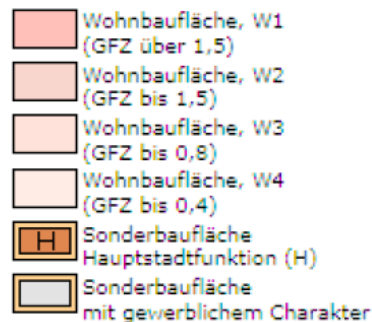 Wohnbaufläche, W1
(GFZ über 1,5)
Wohnbaufläche, W2
(GFZ bis 1,5)
Wohnbaufläche, W3
(GFZ bis 0,8)
Wohnbaufläche, W4
(GFZ bis 0,4)
H
Sonderbaufläche
Hauptstadtfunktion (H)
Sonderbaufläche
mit gewerblichem Charakter